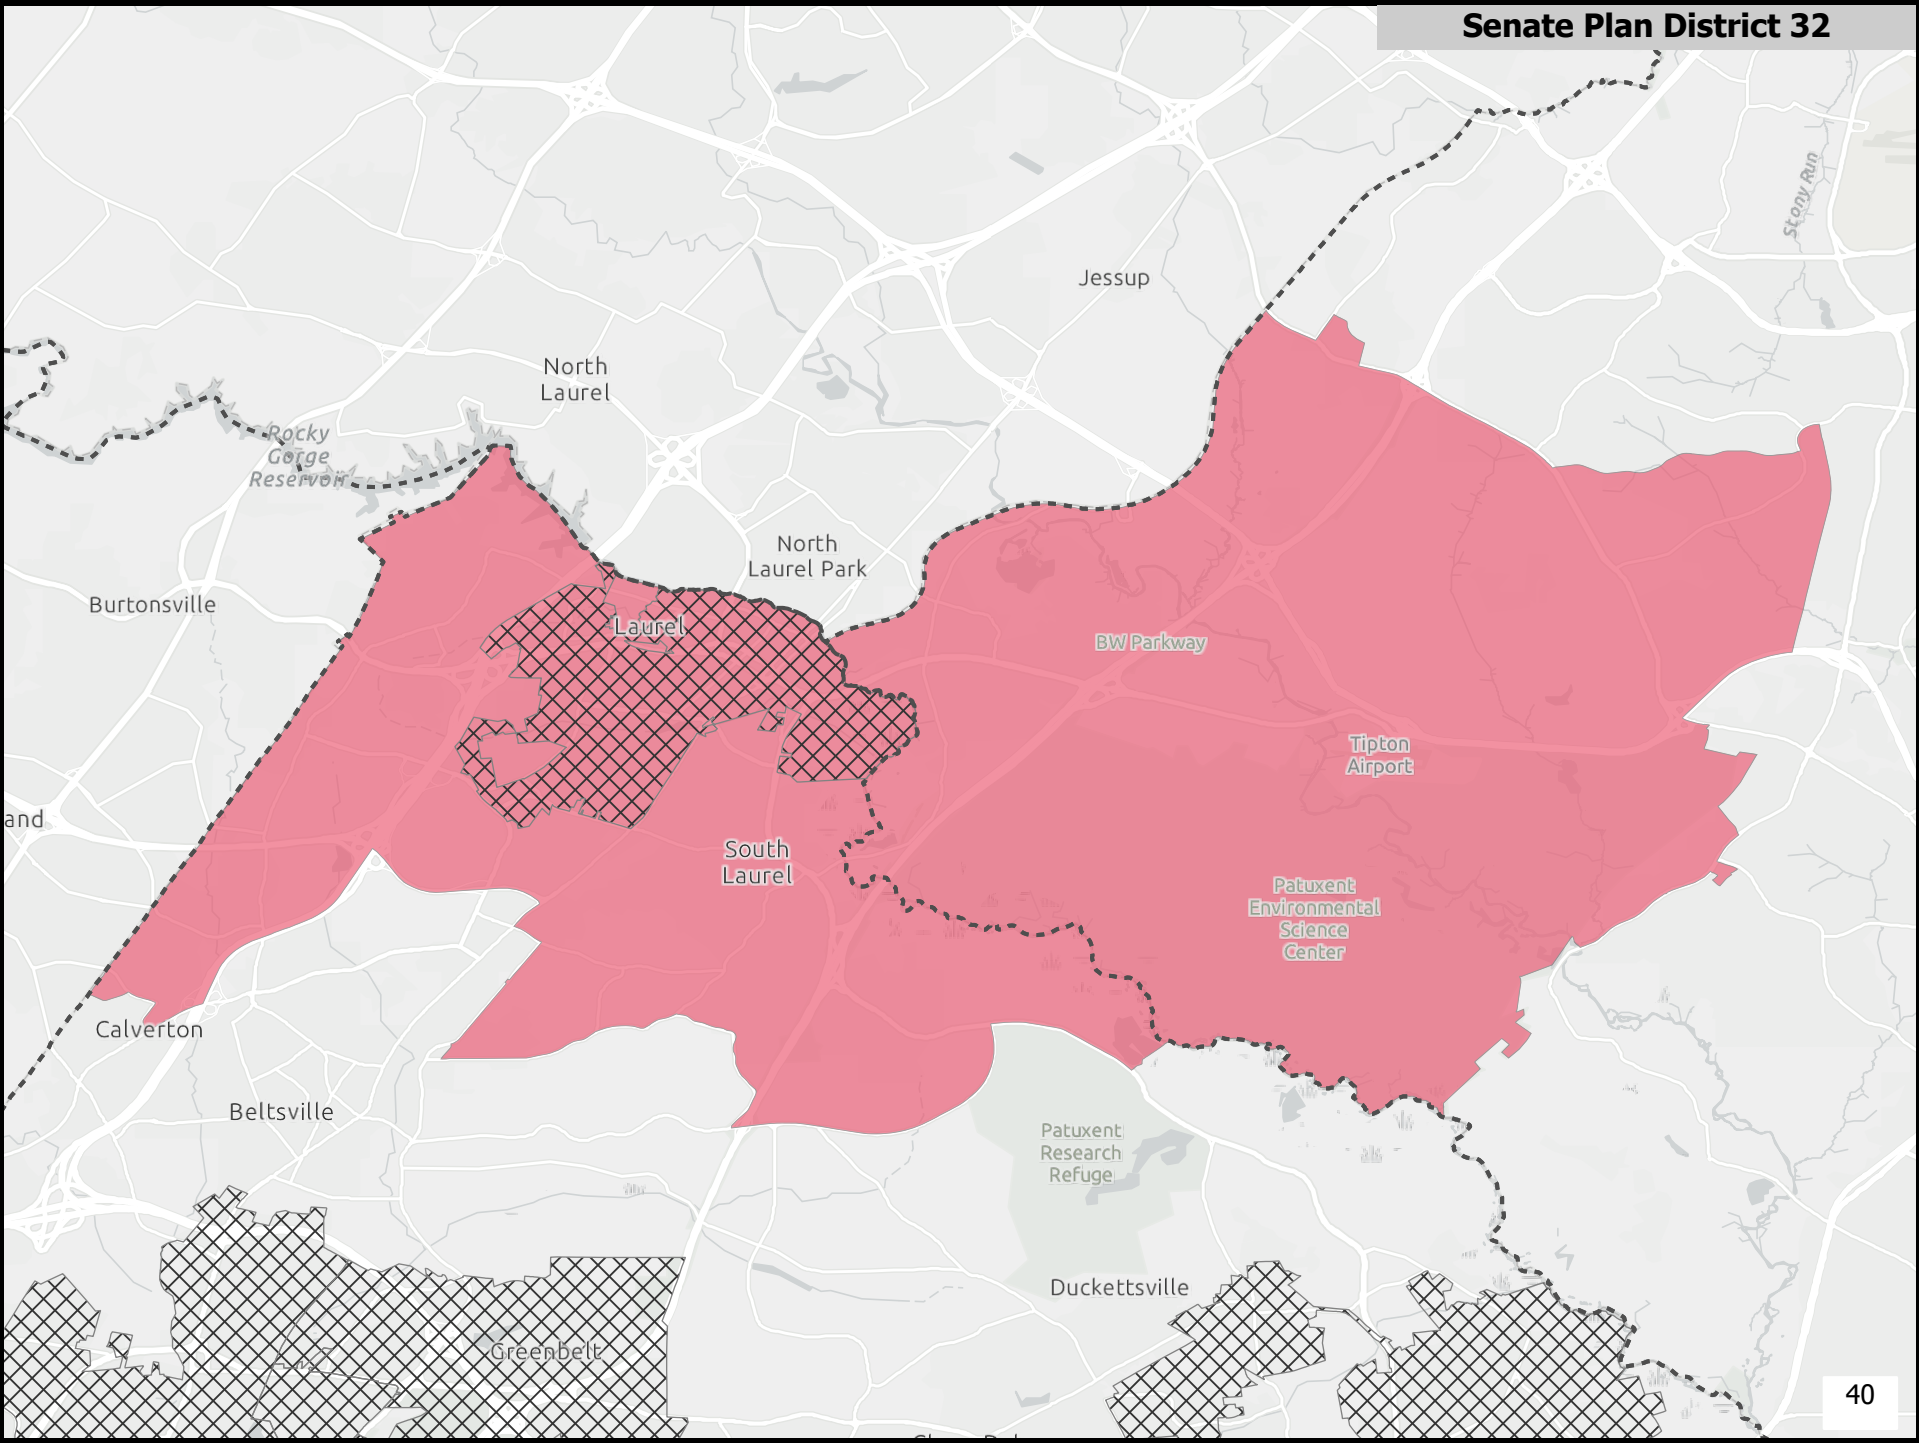 Senate Plan District 32
Stony Run
Jessup
North
Laurel
Rocky
Gorge
Reservoir
North
Laurel Park
Burtonsville
Laurel
BW Parkway
Tipton
Airport
and
South
Laurel
Patuxent
Environmental
Science
Center
Calverton
Beltsville
Patuxent
Research
Refuge
Duckettsville
Greenbelt
40